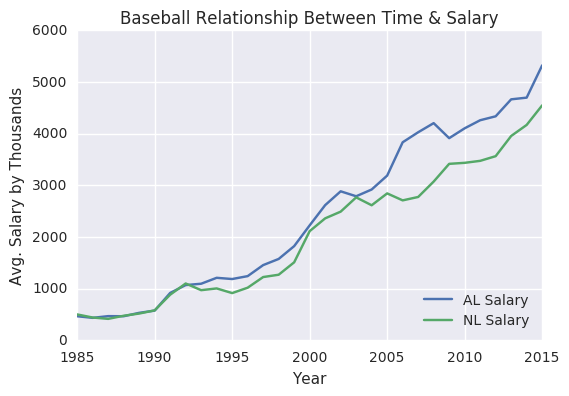 Baseball Relationship Between Time & Salary
6000
5000
4000
3000
2000
1000
0
Avg. Salary by Thousands
AL Salary
NL Salary
1985 1990 1995 2000 2005 2010 2015
Year